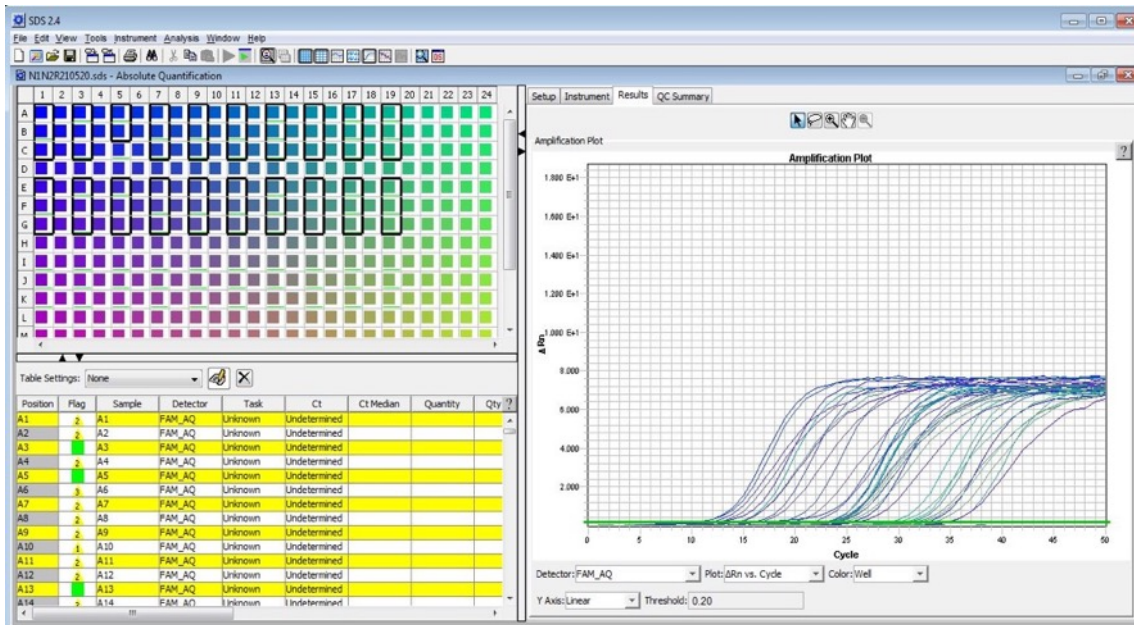 SDS 2.4
File Edit View Tools Instrument Analysis Window Help
N1N2R210520.sds - Absolute Quantification
1 2 3 4 5 6 7 8 9 10 11 12 13 14 15 16 17 18 19 20 21 22 23 24
A
B
C
D
E
F
G
H
I
J
K
L
M
Table Settings: None
Position Flag Sample Detector Task Ct Ct Median Quantity Qty ?
A1 2 A1 FAM_AQ Unknown Undetermined
A2 2 A2 FAM_AQ Unknown Undetermined
A3 A3 FAM_AQ Unknown Undetermined
A4 2 A4 FAM_AQ Unknown Undetermined
A5 A5 FAM_AQ Unknown Undetermined
A6 3 A6 FAM_AQ Unknown Undetermined
A7 2 A7 FAM_AQ Unknown Undetermined
A8 2 A8 FAM_AQ Unknown Undetermined
A9 2 A9 FAM_AQ Unknown Undetermined
A10 1 A10 FAM_AQ Unknown Undetermined
A11 2 A11 FAM_AQ Unknown Undetermined
A12 2 A12 FAM_AQ Unknown Undetermined
A13 A13 FAM_AQ Unknown Undetermined
A14 2 A14 FAM_AQ Unknown Undetermined
Setup Instrument Results QC Summary
Amplification Plot
?
Amplification Plot
1.800 E+1
1.600 E+1
1.400 E+1
1.200 E+1
1.000 E+1
8.000
6.000
4.000
2.000
Δ Rn
0 5 10 15 20 25 30 35 40 45 50
Cycle
Detector: FAM_AQ Plot: ΔRn vs. Cycle Color: Well
Y Axis: Linear Threshold: 0.20